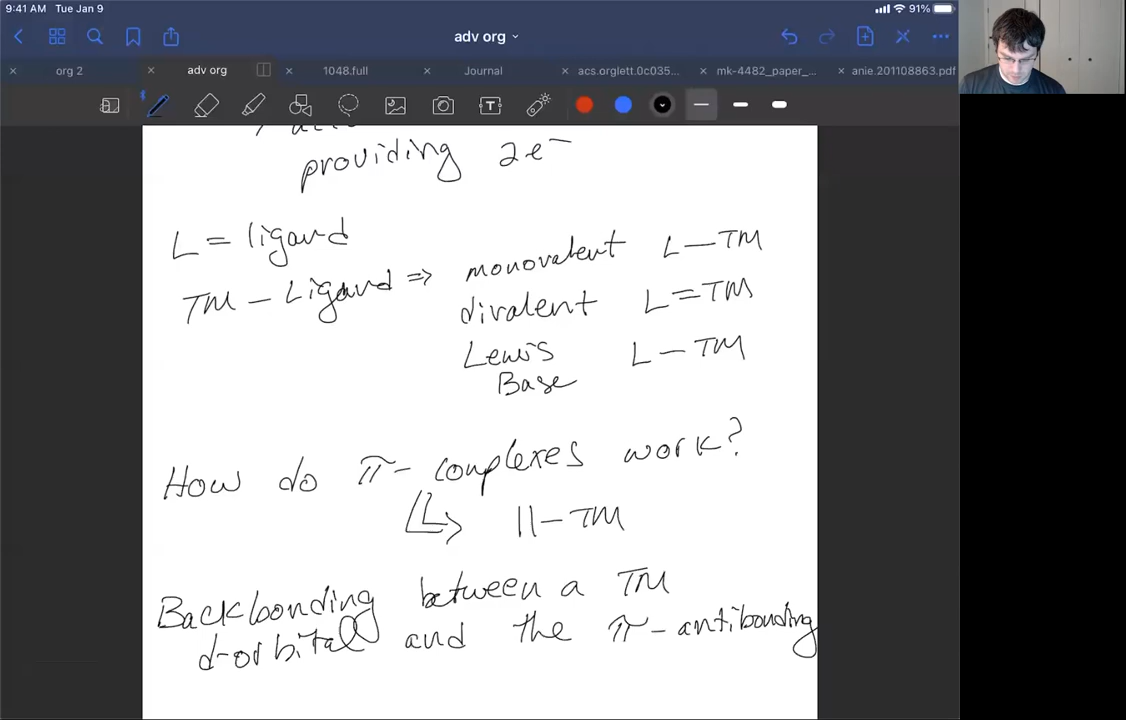 9:41 AM Tue Jan 9
91%
adv org
org 2
adv org
1048.full
Journal
acs.orglett.0c035...
mk-4482_paper_...
anie.201108863.pdf
T
providing 2e⁻
L = ligand
TM – Ligand ⇒ monovalent L—TM
divalent L=TM
Lewis L—TM
Base
How do π- complexes work?
||—TM
Backbonding between a TM
d-orbital and the π-antibonding